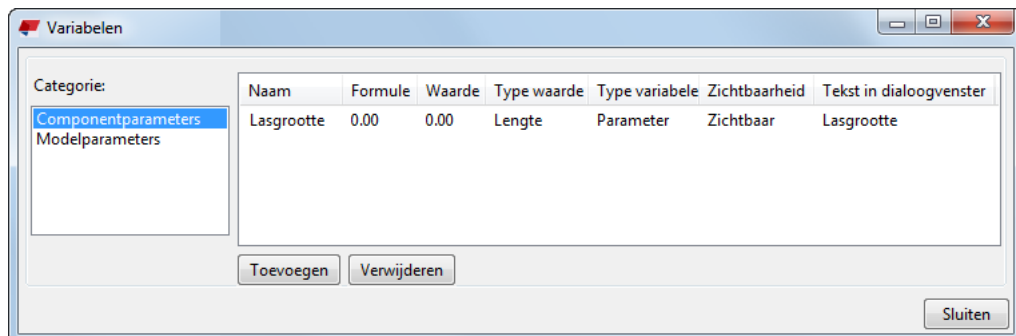 Variabelen
Categorie:
Componentparameters
Modelparameters
Naam Formule Waarde Type waarde Type variabele Zichtbaarheid Tekst in dialoogvenster
Lasgrootte 0.00 0.00 Lengte Parameter Zichtbaar Lasgrootte
Toevoegen Verwijderen
Sluiten